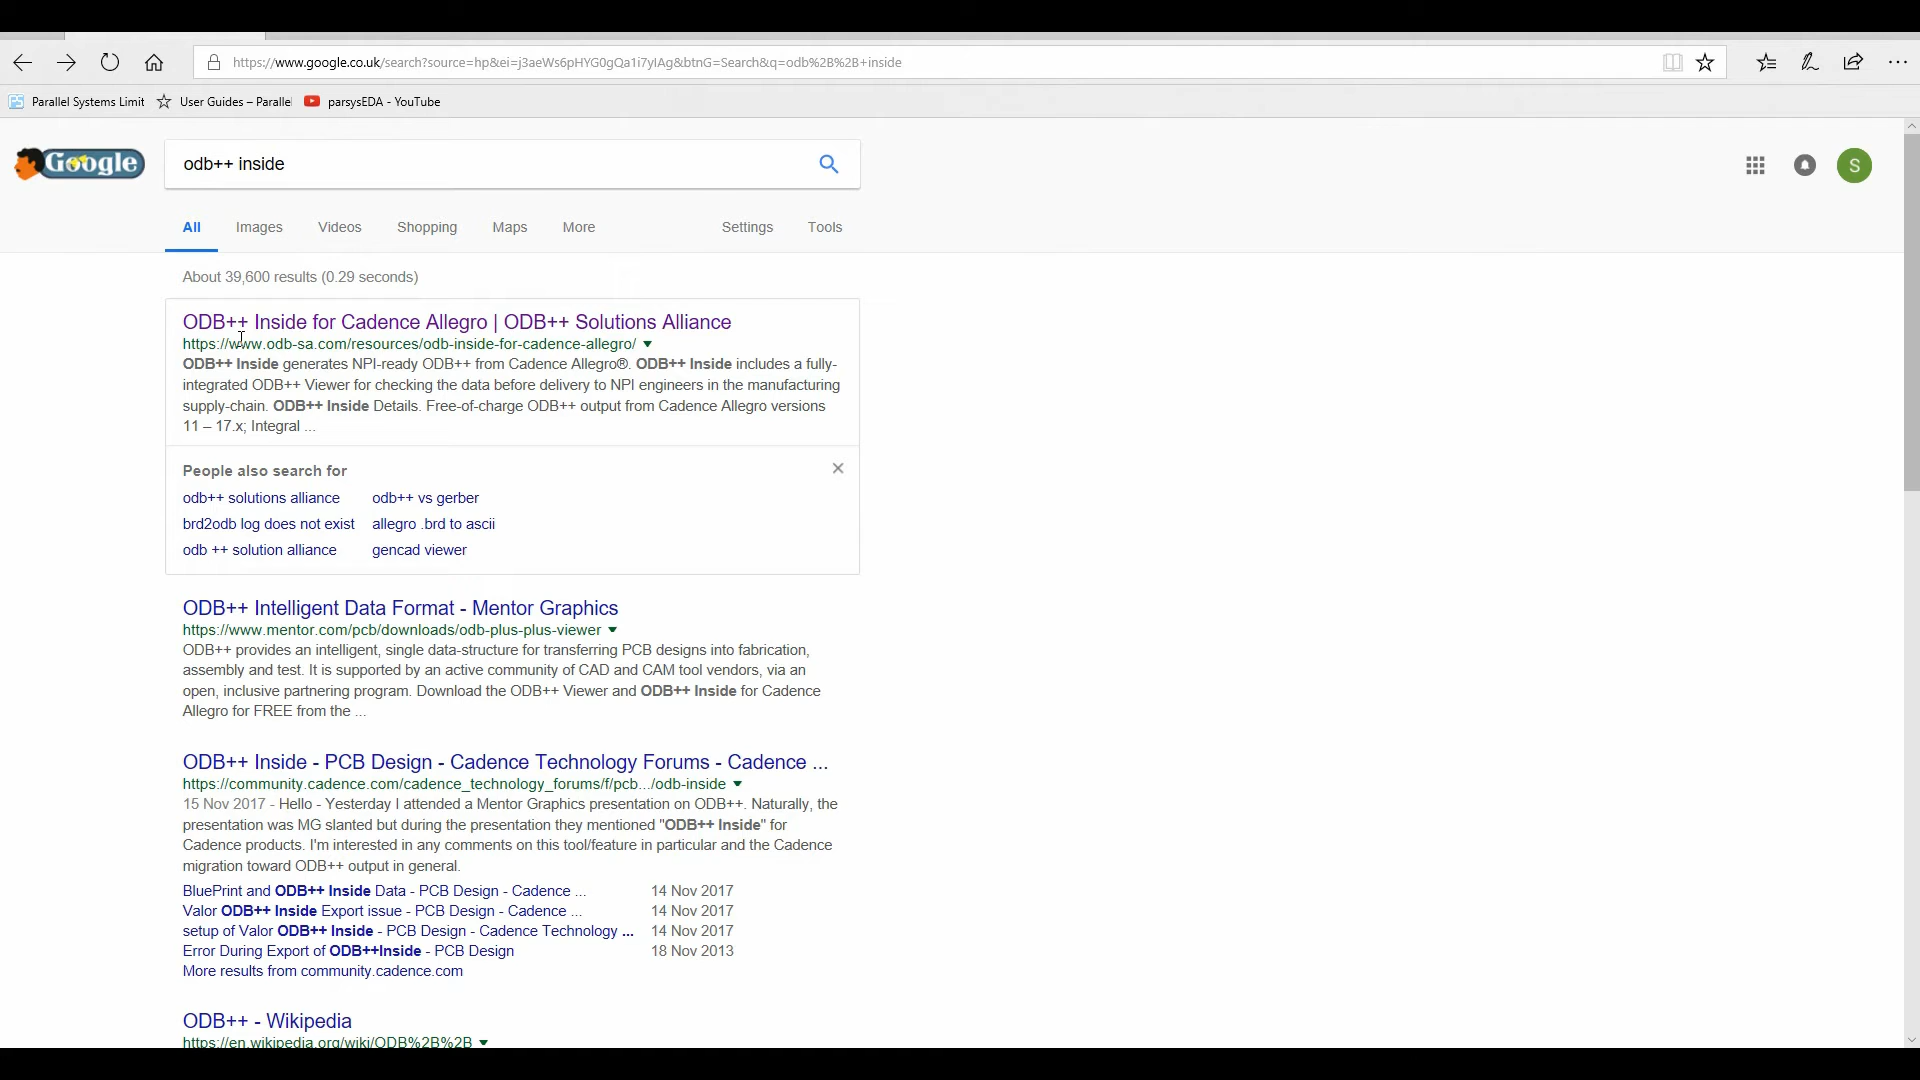 https://www.google.co.uk/search?source=hp&ei=j3aeWs6pHYG0gQa1i7yIAg&btnG=Search&q=odb%2B%2B+inside
Parallel Systems Limit User Guides – Parallel parsysEDA - YouTube
Google odb++ inside S
All Images Videos Shopping Maps More Settings Tools
About 39,600 results (0.29 seconds)
ODB++ Inside for Cadence Allegro | ODB++ Solutions Alliance
https://www.odb-sa.com/resources/odb-inside-for-cadence-allegro/
ODB++ Inside generates NPI-ready ODB++ from Cadence Allegro®. ODB++ Inside includes a fully-
integrated ODB++ Viewer for checking the data before delivery to NPI engineers in the manufacturing
supply-chain. ODB++ Inside Details. Free-of-charge ODB++ output from Cadence Allegro versions
11 – 17.x; Integral ...
People also search for
odb++ solutions alliance odb++ vs gerber
brd2odb log does not exist allegro .brd to ascii
odb ++ solution alliance gencad viewer
ODB++ Intelligent Data Format - Mentor Graphics
https://www.mentor.com/pcb/downloads/odb-plus-plus-viewer
ODB++ provides an intelligent, single data-structure for transferring PCB designs into fabrication,
assembly and test. It is supported by an active community of CAD and CAM tool vendors, via an
open, inclusive partnering program. Download the ODB++ Viewer and ODB++ Inside for Cadence
Allegro for FREE from the ...
ODB++ Inside - PCB Design - Cadence Technology Forums - Cadence ...
https://community.cadence.com/cadence_technology_forums/f/pcb.../odb-inside
15 Nov 2017 - Hello - Yesterday I attended a Mentor Graphics presentation on ODB++. Naturally, the
presentation was MG slanted but during the presentation they mentioned "ODB++ Inside" for
Cadence products. I'm interested in any comments on this tool/feature in particular and the Cadence
migration toward ODB++ output in general.
BluePrint and ODB++ Inside Data - PCB Design - Cadence ... 14 Nov 2017
Valor ODB++ Inside Export issue - PCB Design - Cadence ... 14 Nov 2017
setup of Valor ODB++ Inside - PCB Design - Cadence Technology ... 14 Nov 2017
Error During Export of ODB++Inside - PCB Design 18 Nov 2013
More results from community.cadence.com
ODB++ - Wikipedia
https://en.wikipedia.org/wiki/ODB%2B%2B